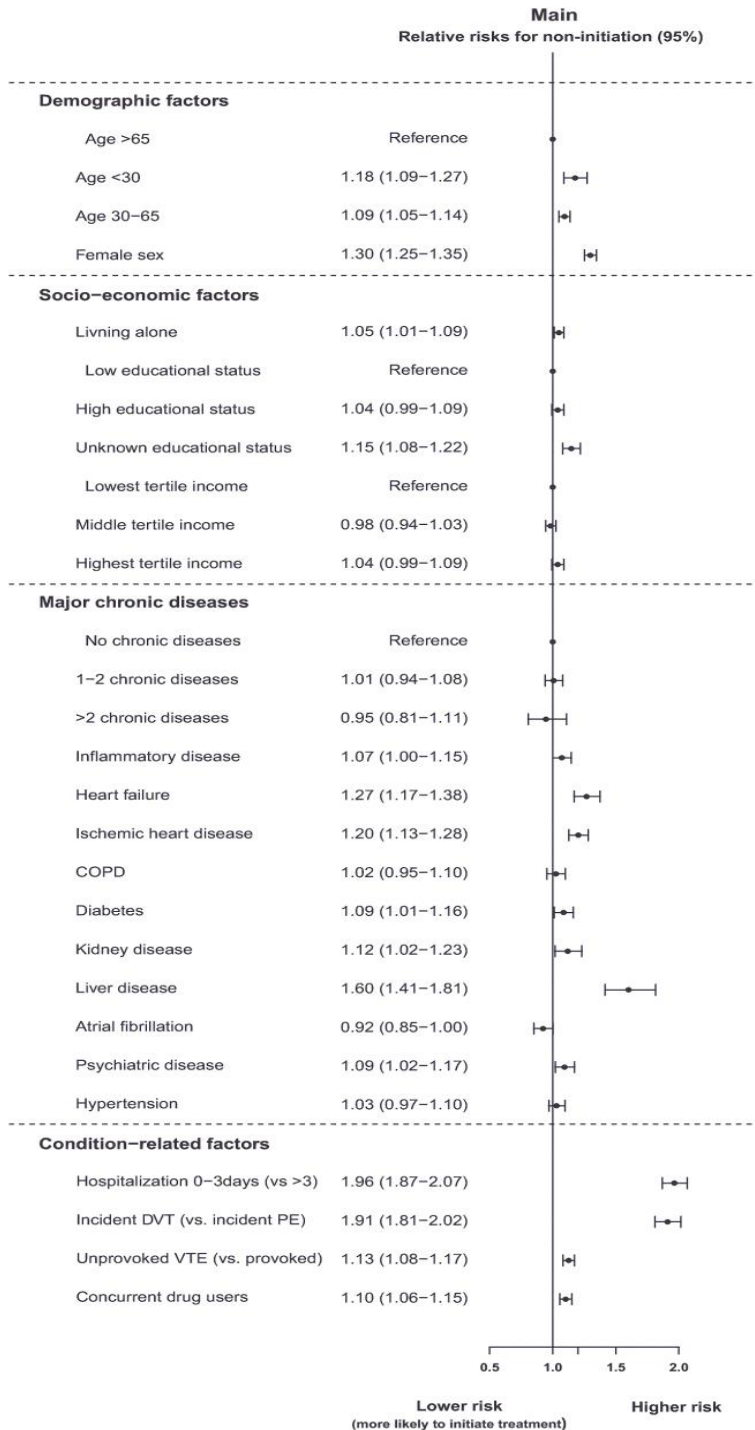 Main
Relative risks for non-initiation (95%)
Demographic factors
Age >65 Reference
Age <30 1.18 (1.09−1.27)
Age 30−65 1.09 (1.05−1.14)
Female sex 1.30 (1.25−1.35)
Socio−economic factors
Livning alone 1.05 (1.01−1.09)
Low educational status Reference
High educational status 1.04 (0.99−1.09)
Unknown educational status 1.15 (1.08−1.22)
Lowest tertile income Reference
Middle tertile income 0.98 (0.94−1.03)
Highest tertile income 1.04 (0.99−1.09)
Major chronic diseases
No chronic diseases Reference
1−2 chronic diseases 1.01 (0.94−1.08)
>2 chronic diseases 0.95 (0.81−1.11)
Inflammatory disease 1.07 (1.00−1.15)
Heart failure 1.27 (1.17−1.38)
Ischemic heart disease 1.20 (1.13−1.28)
COPD 1.02 (0.95−1.10)
Diabetes 1.09 (1.01−1.16)
Kidney disease 1.12 (1.02−1.23)
Liver disease 1.60 (1.41−1.81)
Atrial fibrillation 0.92 (0.85−1.00)
Psychiatric disease 1.09 (1.02−1.17)
Hypertension 1.03 (0.97−1.10)
Condition−related factors
Hospitalization 0−3days (vs >3) 1.96 (1.87−2.07)
Incident DVT (vs. incident PE) 1.91 (1.81−2.02)
Unprovoked VTE (vs. provoked) 1.13 (1.08−1.17)
Concurrent drug users 1.10 (1.06−1.15)
0.5 1.0 1.5 2.0
Lower risk Higher risk
(more likely to initiate treatment)